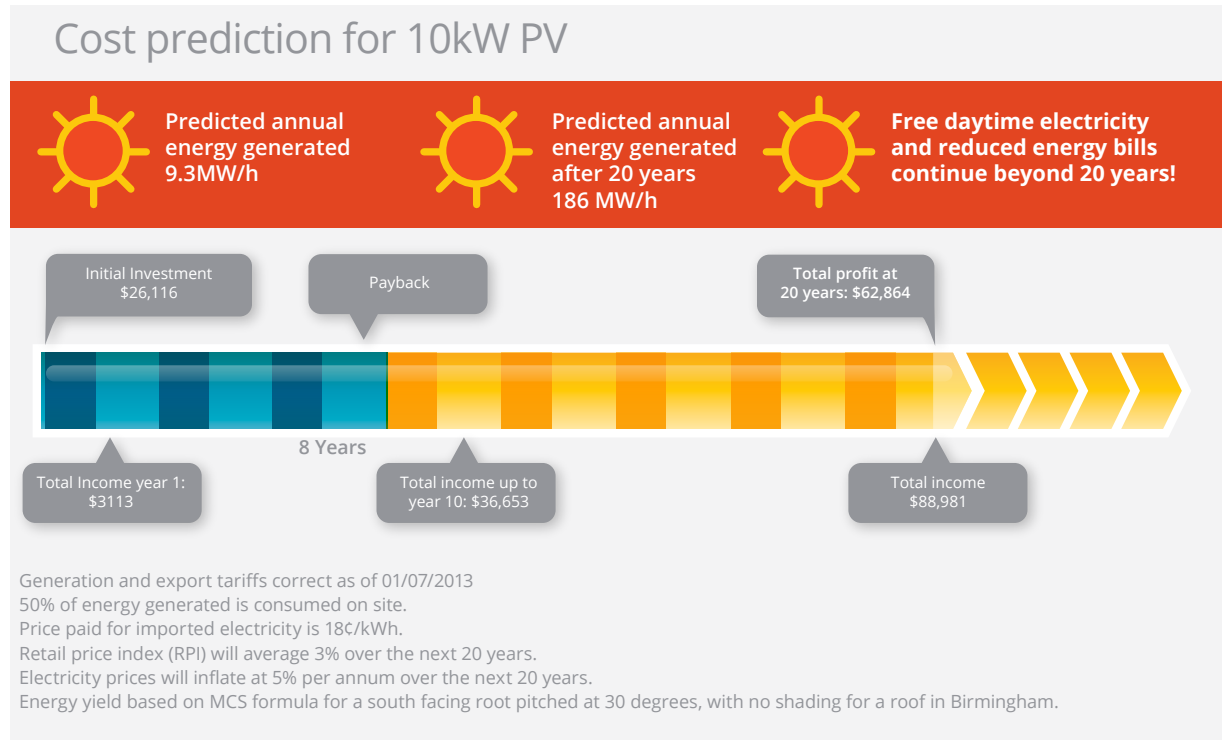 Cost prediction for 10kW PV
Predicted annual
energy generated
9.3MW/h
Predicted annual
energy generated
after 20 years
186 MW/h
Free daytime electricity
and reduced energy bills
continue beyond 20 years!
Initial Investment
$26,116
Payback
Total profit at
20 years: $62,864
8 Years
Total Income year 1:
$3113
Total income up to
year 10: $36,653
Total income
$88,981
Generation and export tariffs correct as of 01/07/2013
50% of energy generated is consumed on site.
Price paid for imported electricity is 18¢/kWh.
Retail price index (RPI) will average 3% over the next 20 years.
Electricity prices will inflate at 5% per annum over the next 20 years.
Energy yield based on MCS formula for a south facing root pitched at 30 degrees, with no shading for a roof in Birmingham.